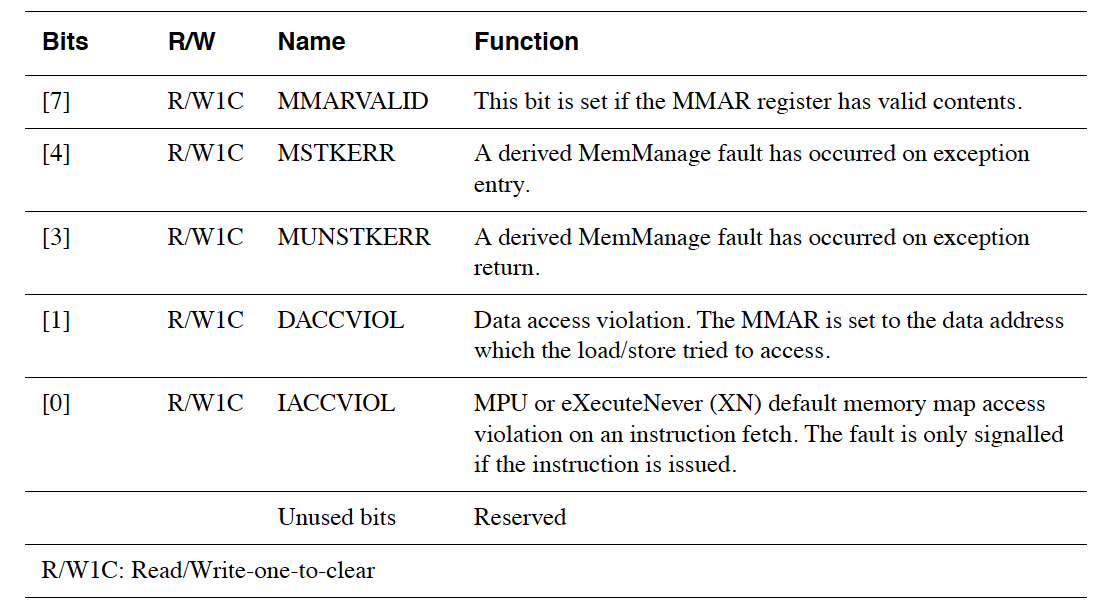 Bits R/W Name Function
[7] R/W1C MMARVALID This bit is set if the MMAR register has valid contents.
[4] R/W1C MSTKERR A derived MemManage fault has occurred on exception
entry.
[3] R/W1C MUNSTKERR A derived MemManage fault has occurred on exception
return.
[1] R/W1C DACCVIOL Data access violation. The MMAR is set to the data address
which the load/store tried to access.
[0] R/W1C IACCVIOL MPU or eXecuteNever (XN) default memory map access
violation on an instruction fetch. The fault is only signalled
if the instruction is issued.
Unused bits Reserved
R/W1C: Read/Write-one-to-clear